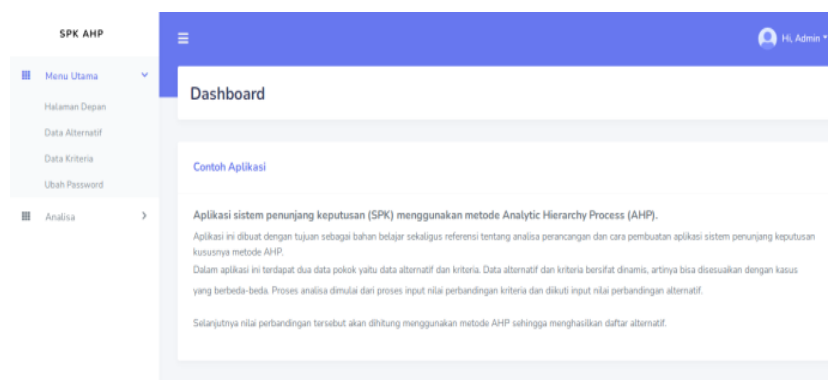 SPK AHP
Hi, Admin
Menu Utama
Halaman Depan
Data Alternatif
Data Kriteria
Ubah Password
Analisa
Dashboard
Contoh Aplikasi
Aplikasi sistem penunjang keputusan (SPK) menggunakan metode Analytic Hierarchy Process (AHP).
Aplikasi ini dibuat dengan tujuan sebagai bahan belajar sekaligus referensi tentang analisa perancangan dan cara pembuatan aplikasi sistem penunjang keputusan
kususnya metode AHP.
Dalam aplikasi ini terdapat dua data pokok yaitu data alternatif dan kriteria. Data alternatif dan kriteria bersifat dinamis, artinya bisa disesuaikan dengan kasus
yang berbeda-beda. Proses analisa dimulai dari proses input nilai perbandingan kriteria dan diikuti input nilai perbandingan alternatif.
Selanjutnya nilai perbandingan tersebut akan dihitung menggunakan metode AHP sehingga menghasilkan daftar alternatif.